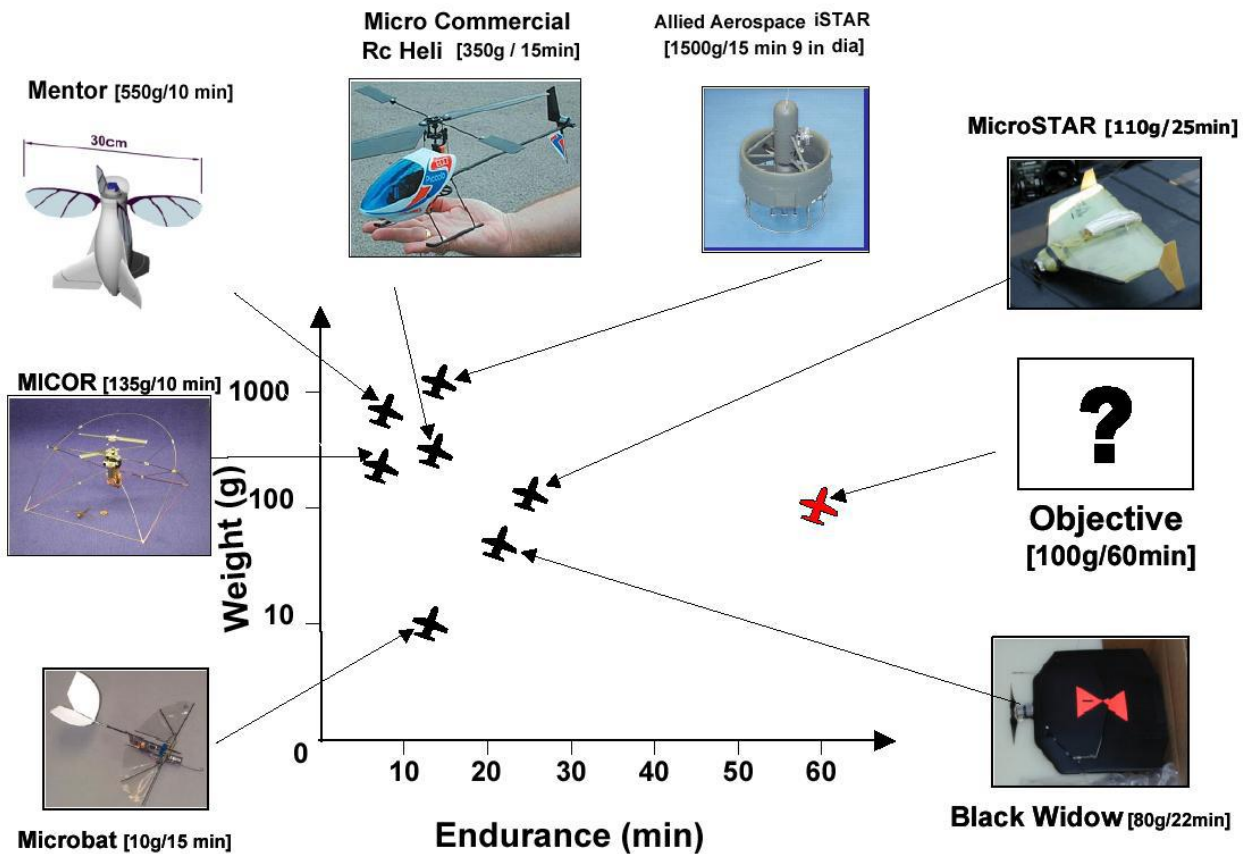 Micro Commercial
Rc Heli [350g / 15min]
Allied Aerospace iSTAR
[1500g/15 min 9 in dia]
Mentor [550g/10 min]
30cm
MicroSTAR [110g/25min]
MICOR [135g/10 min]
1000
100
10
0
Weight (g)
?
Objective
[100g/60min]
10 20 30 40 50 60
Endurance (min)
Microbat [10g/15 min]
Black Widow [80g/22min]
Piccolo